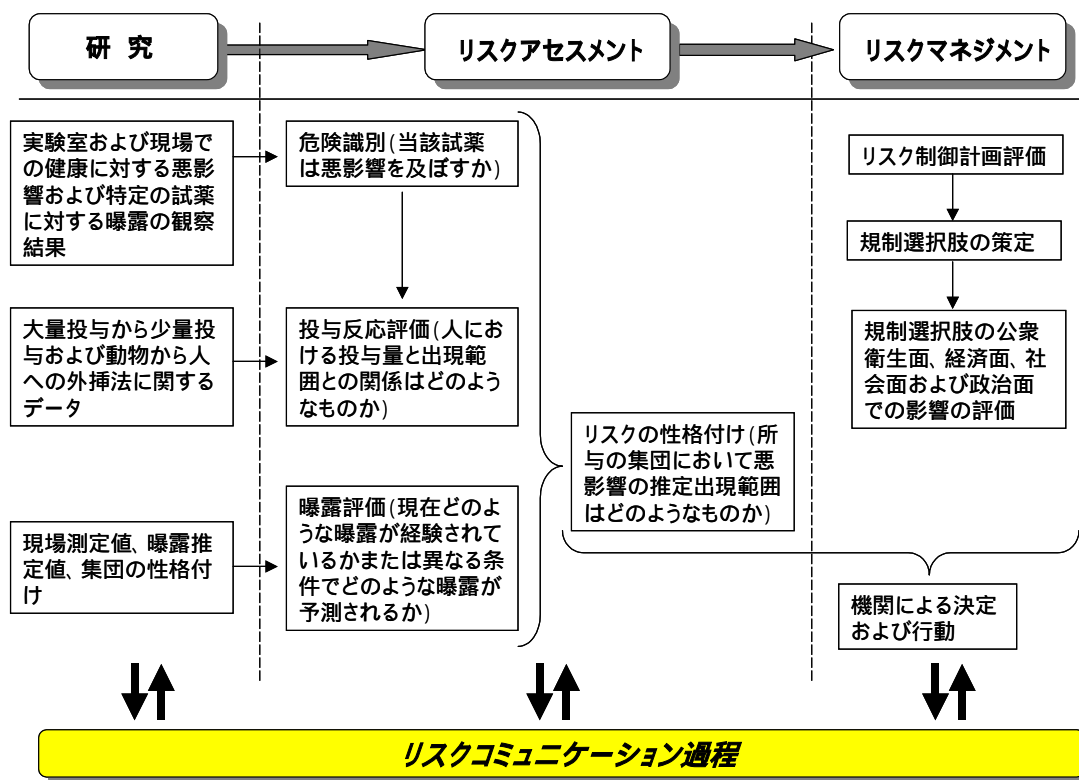 研 究
リスクアセスメント
リスクマネジメント
実験室および現場で
の健康に対する悪影
響および特定の試薬
に対する曝露の観察
結果
危険識別(当該試薬
は悪影響を及ぼすか)
リスク制御計画評価
規制選択肢の策定
大量投与から少量投
与および動物から人
への外挿法に関する
データ
投与反応評価(人にお
ける投与量と出現範
囲との関係はどのよう
なものか)
規制選択肢の公衆
衛生面、経済面、社
会面および政治面
での影響の評価
リスクの性格付け(所
与の集団において悪
影響の推定出現範囲
はどのようなものか)
現場測定値、曝露推
定値、集団の性格付
け
曝露評価(現在どのよ
うな曝露が経験されて
いるかまたは異なる条
件でどのような曝露が
予測されるか)
機関による決定
および行動
リスクコミュニケーション過程